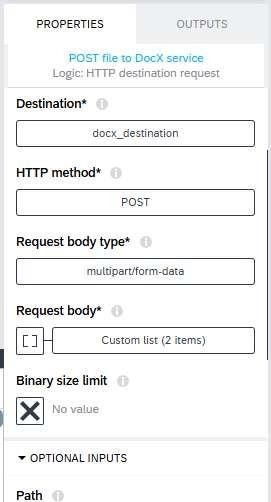 PROPERTIES OUTPUTS
POST file to DocX service
Logic: HTTP destination request
Destination*
docx_destination
HTTP method*
POST
Request body type*
multipart/form-data
Request body*
Custom list (2 items)
Binary size limit
No value
OPTIONAL INPUTS
Path